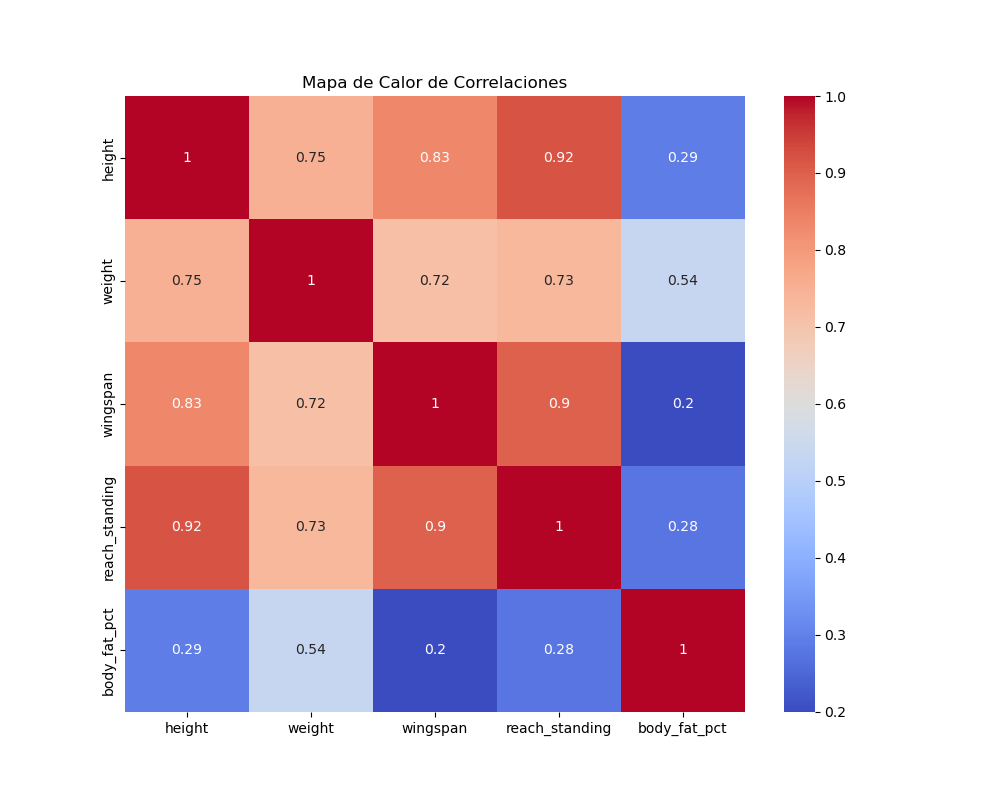 Mapa de Calor de Correlaciones
height 1 0.75 0.83 0.92 0.29
weight 0.75 1 0.72 0.73 0.54
wingspan 0.83 0.72 1 0.9 0.2
reach_standing 0.92 0.73 0.9 1 0.28
body_fat_pct 0.29 0.54 0.2 0.28 1
height weight wingspan reach_standing body_fat_pct
1.0
0.9
0.8
0.7
0.6
0.5
0.4
0.3
0.2